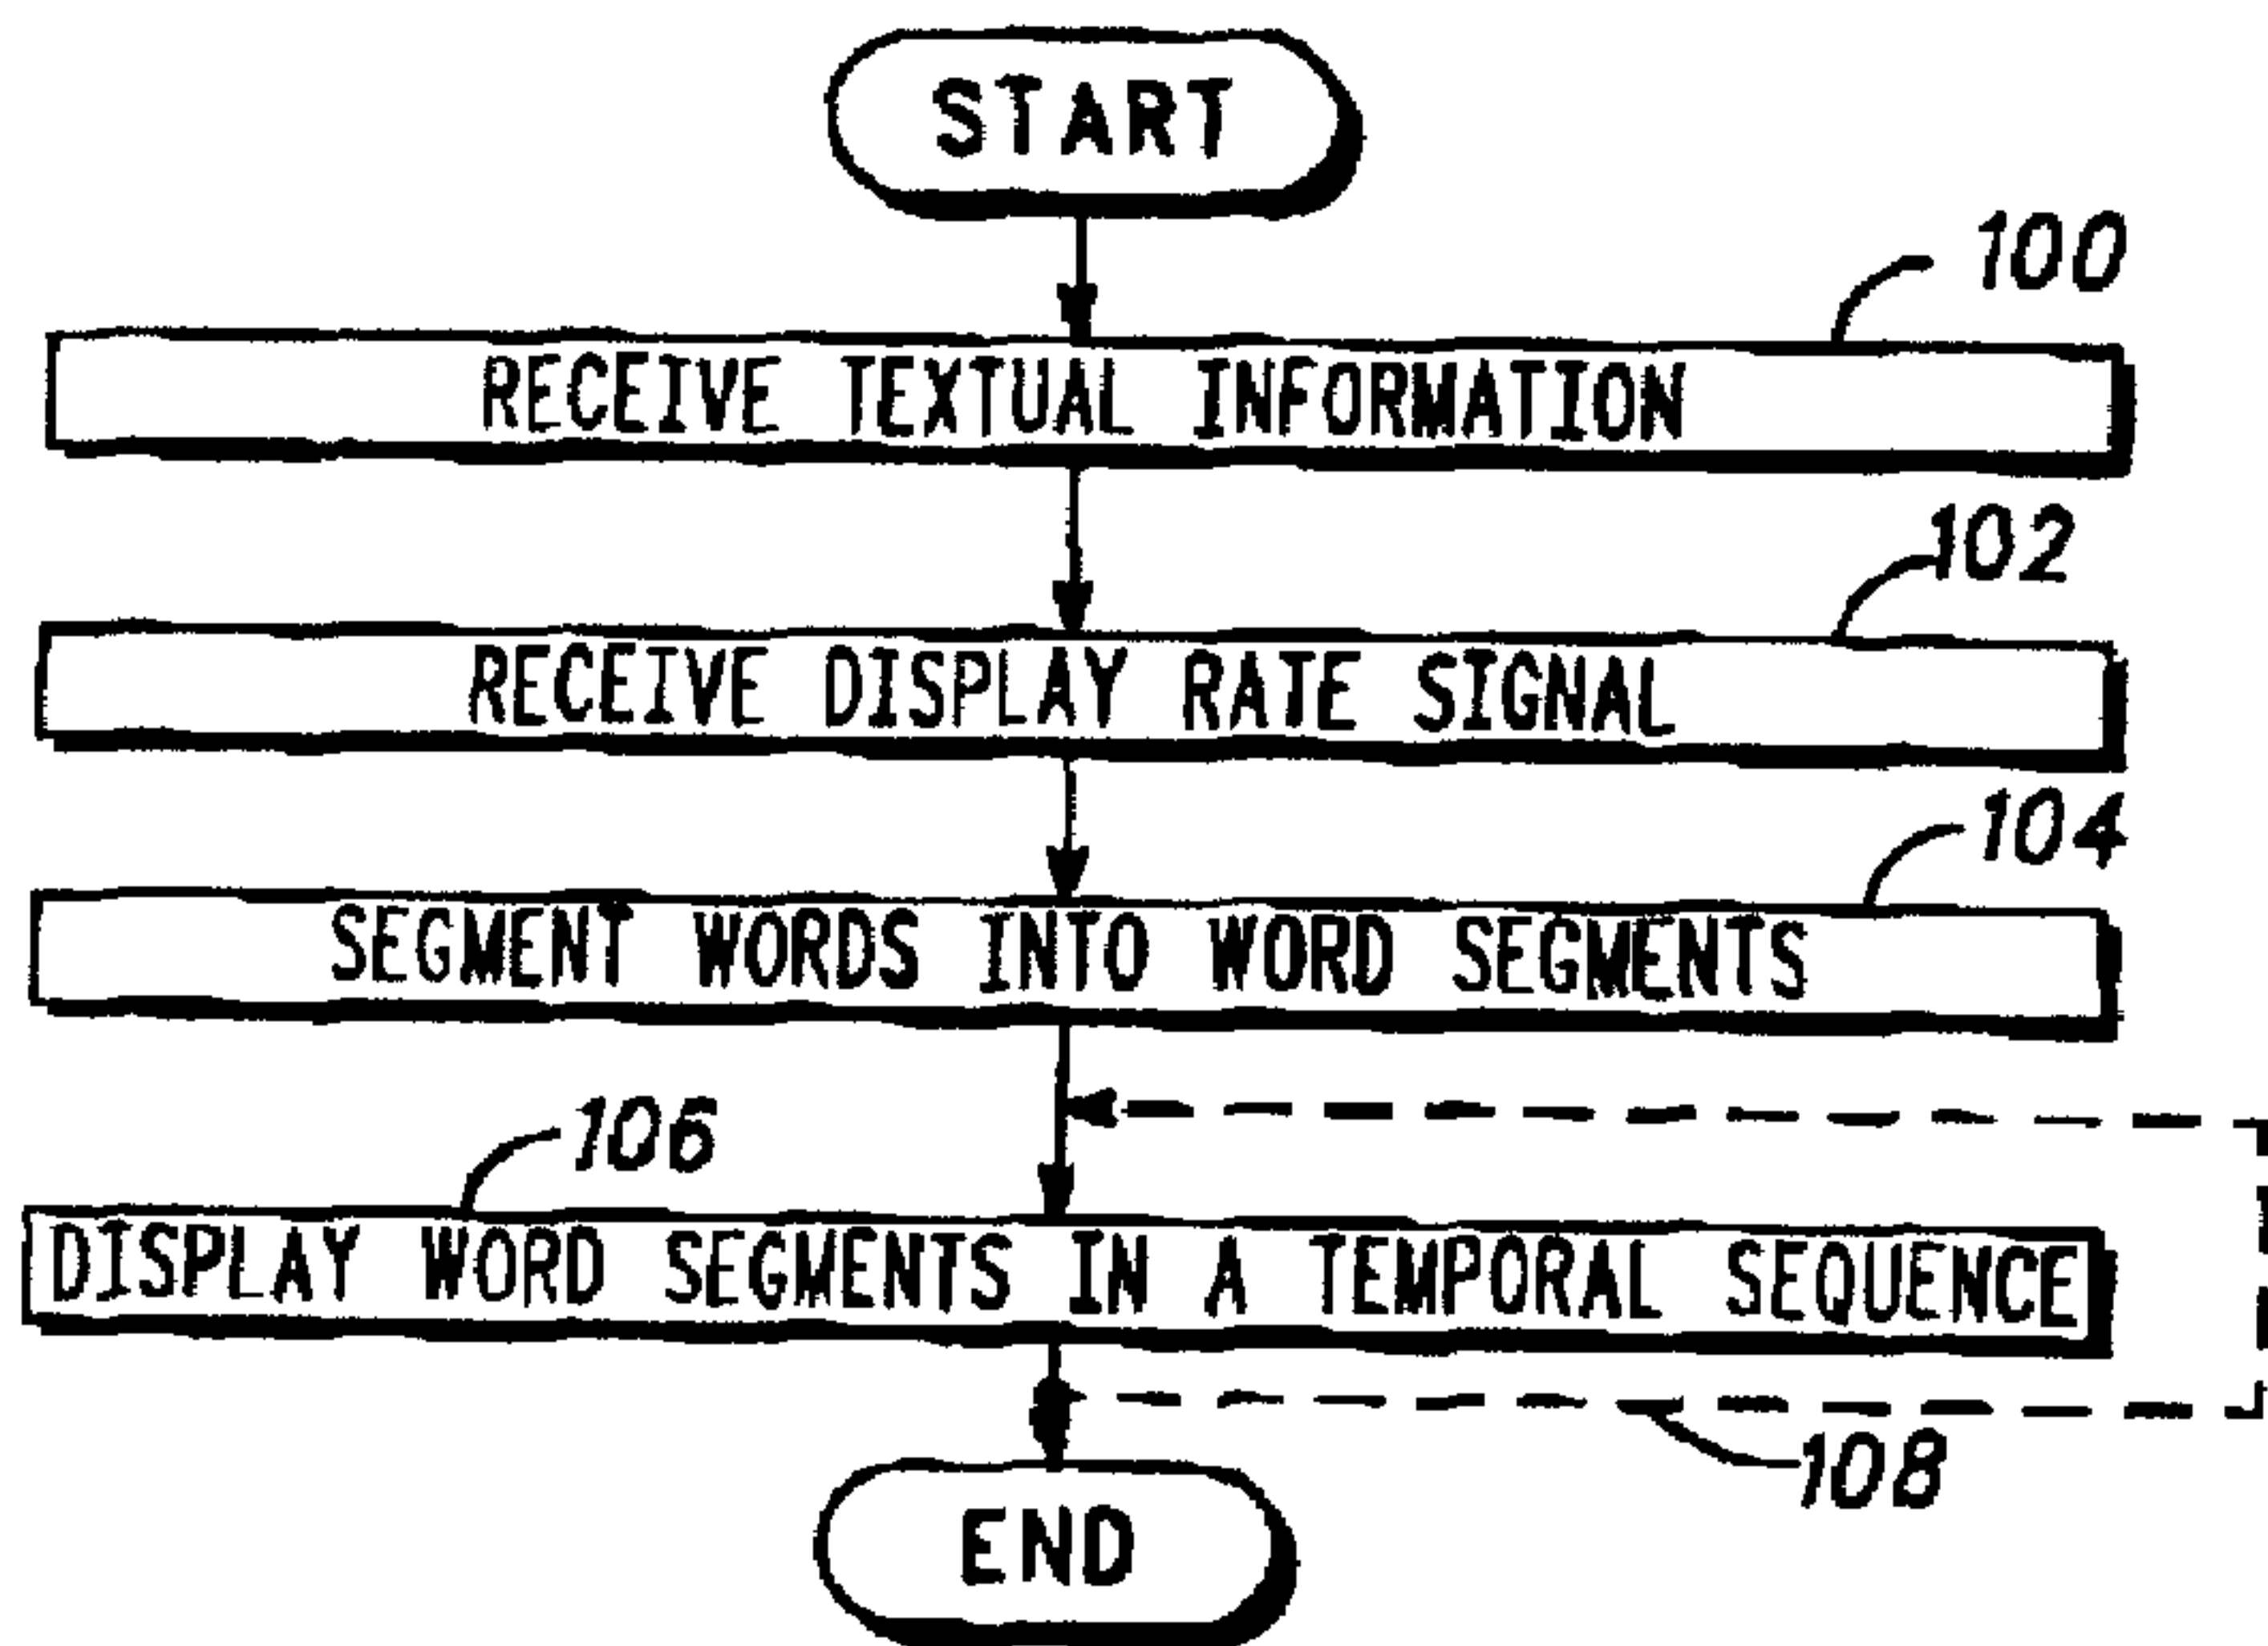 START
100
RECEIVE TEXTUAL INFORMATION
102
RECEIVE DISPLAY RATE SIGNAL
104
SEGMENT WORDS INTO WORD SEGMENTS
106
DISPLAY WORD SEGMENTS IN A TEMPORAL SEQUENCE
108
END